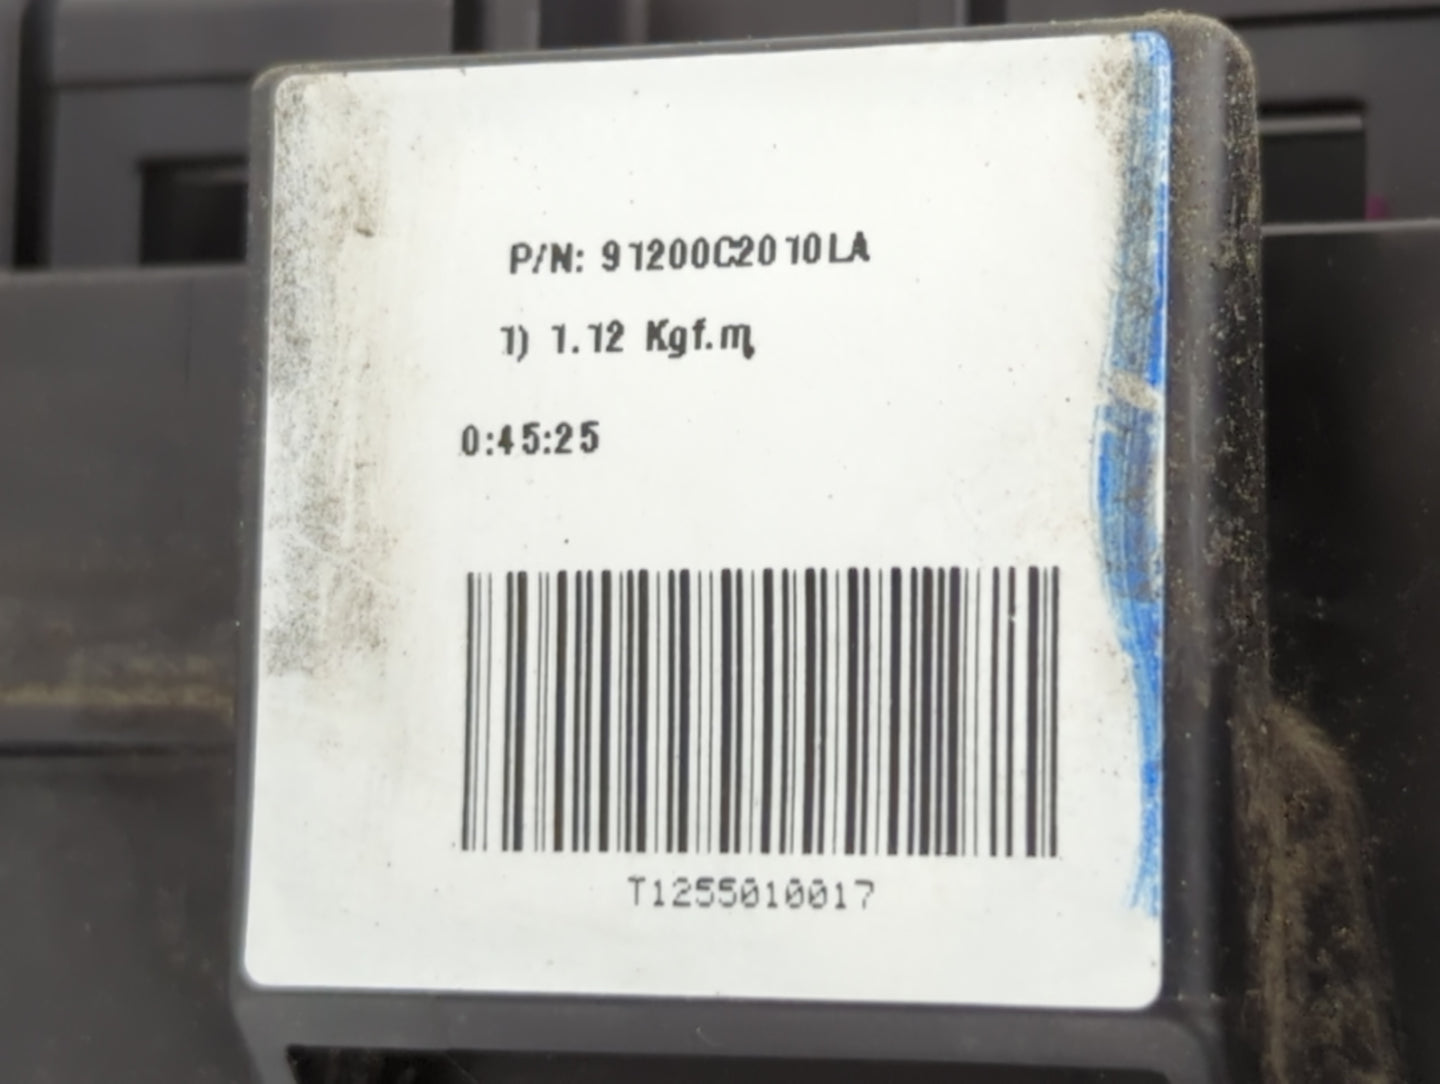 P/N: 91200C2010LA
1) 1.12 Kgf.m
0:45:25
T1255010017